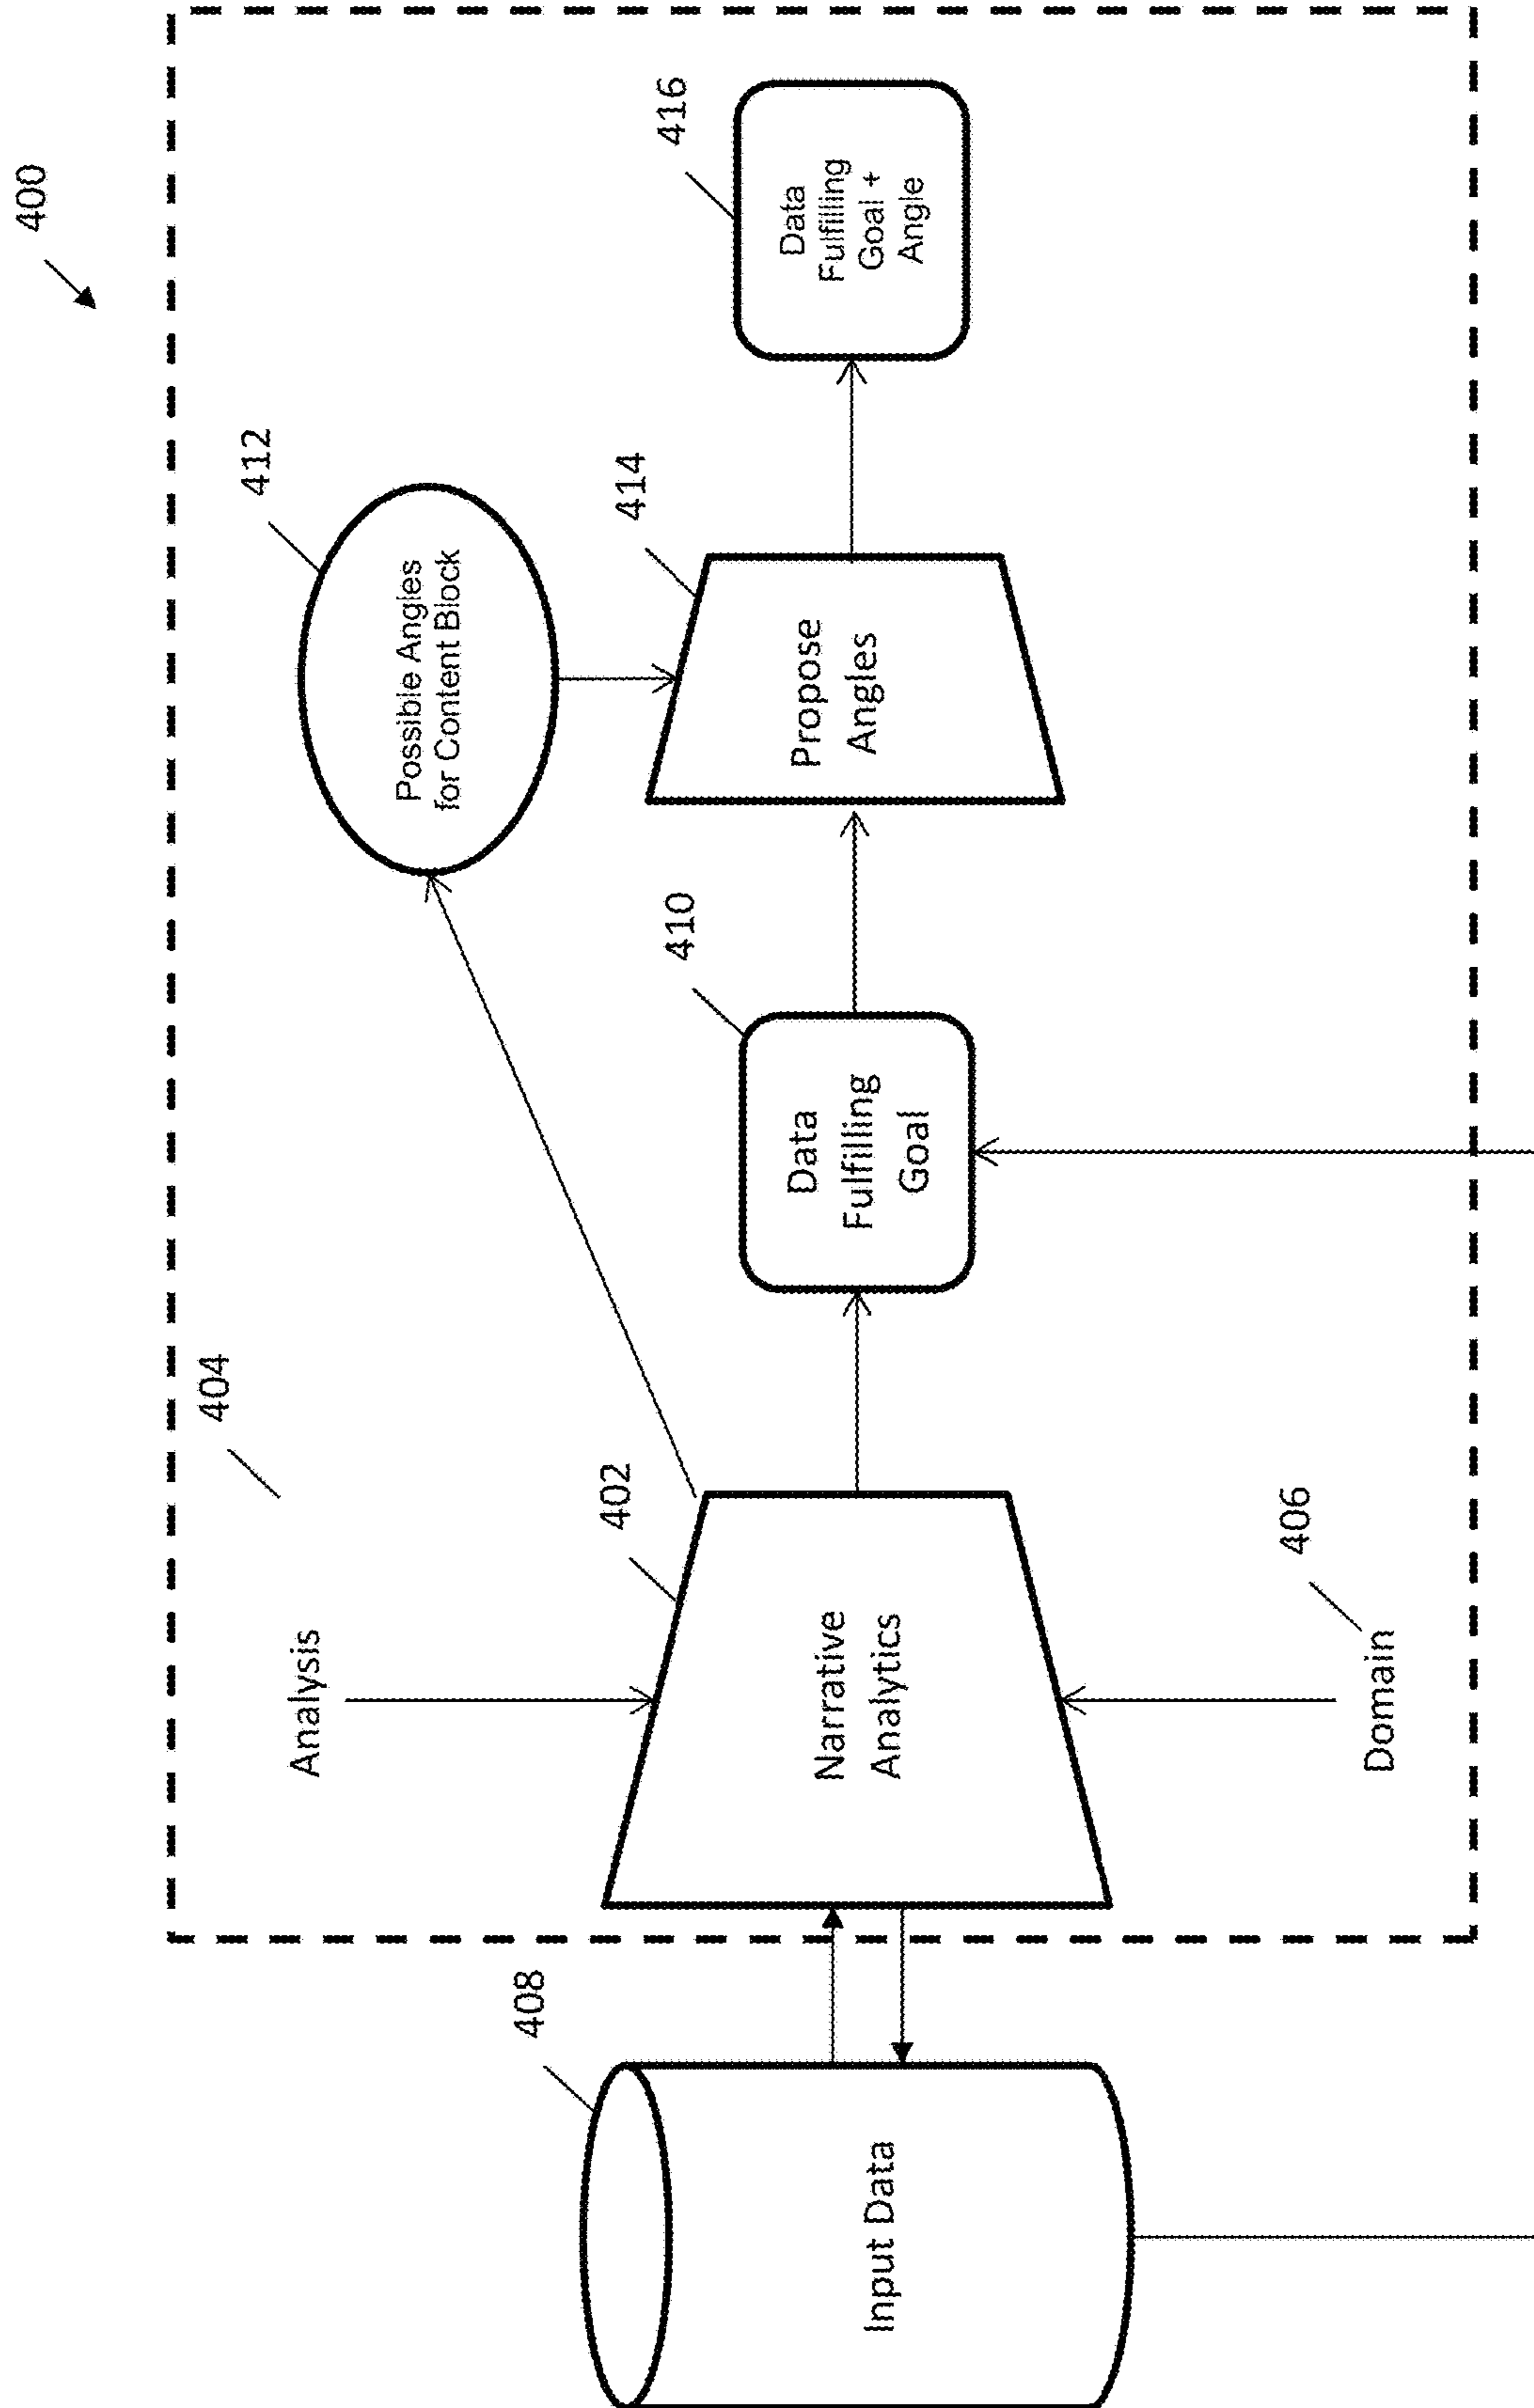 400
404
Analysis
402
Narrative
Analytics
406
Domain
408
Input Data
410
Data
Fulfilling
Goal
412
Possible Angles
for Content Block
414
Propose
Angles
416
Data
Fulfilling
Goal +
Angle